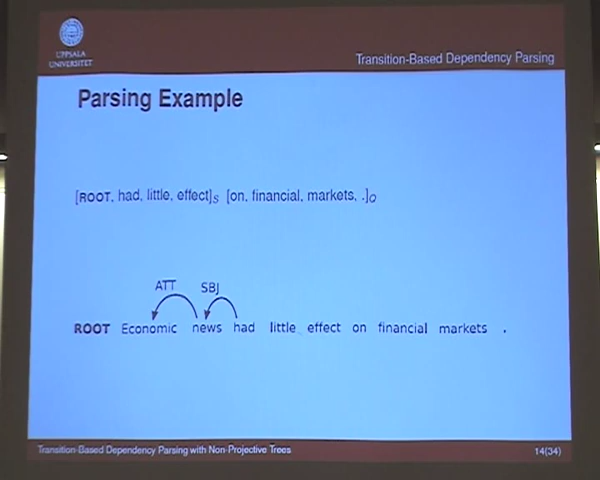 UPPSALA
UNIVERSITET
Transition-Based Dependency Parsing
Parsing Example
[ROOT, had, little, effect]S [on, financial, markets, .]Q
ATT SBJ
ROOT Economic news had little effect on financial markets .
Transition-Based Dependency Parsing with Non-Projective Trees 14(34)